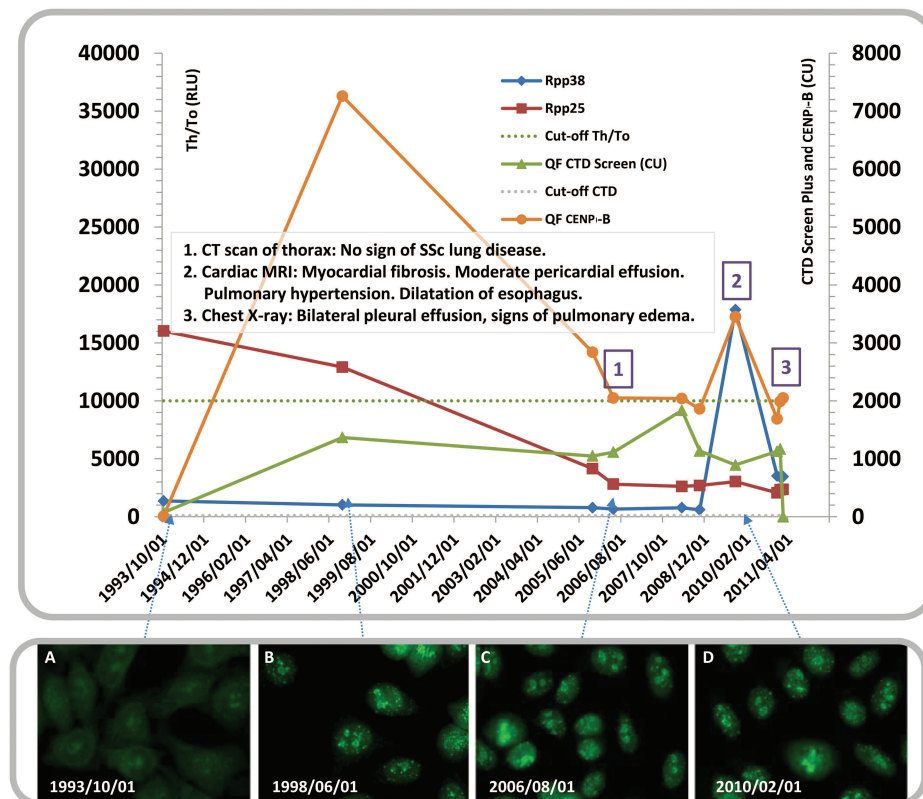 40000
35000
30000
25000
20000
15000
10000
5000
0
Th/To (RLU)
8000
7000
6000
5000
4000
3000
2000
1000
0
CTD Screen Plus and CENP-B (CU)
Rpp38
Rpp25
Cut-off Th/To
QF CTD Screen (CU)
Cut-off CTD
QF CENP-B
1. CT scan of thorax: No sign of SSc lung disease.
2. Cardiac MRI: Myocardial fibrosis. Moderate pericardial effusion.
Pulmonary hypertension. Dilatation of esophagus.
3. Chest X-ray: Bilateral pleural effusion, signs of pulmonary edema.
1
2
3
1993/10/01
1994/12/01
1996/02/01
1997/04/01
1998/06/01
1999/08/01
2000/10/01
2001/12/01
2003/02/01
2004/04/01
2005/06/01
2006/08/01
2007/10/01
2008/12/01
2010/02/01
2011/04/01
A
1993/10/01
B
1998/06/01
C
2006/08/01
D
2010/02/01